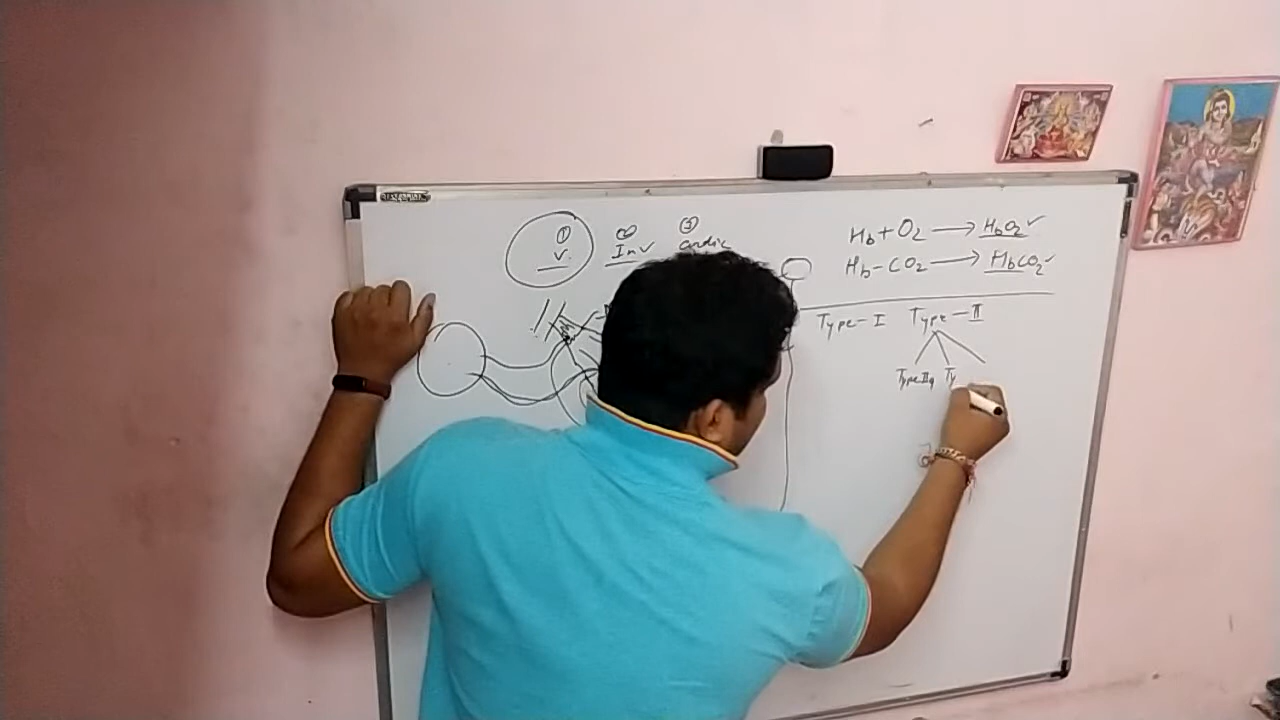 ① ② ③
V. Inv Cardic
Hb + O₂ → HbO₂ ✓
Hb - CO₂ → HbCO₂ ✓
Type - I Type - II
Type IIa Ty